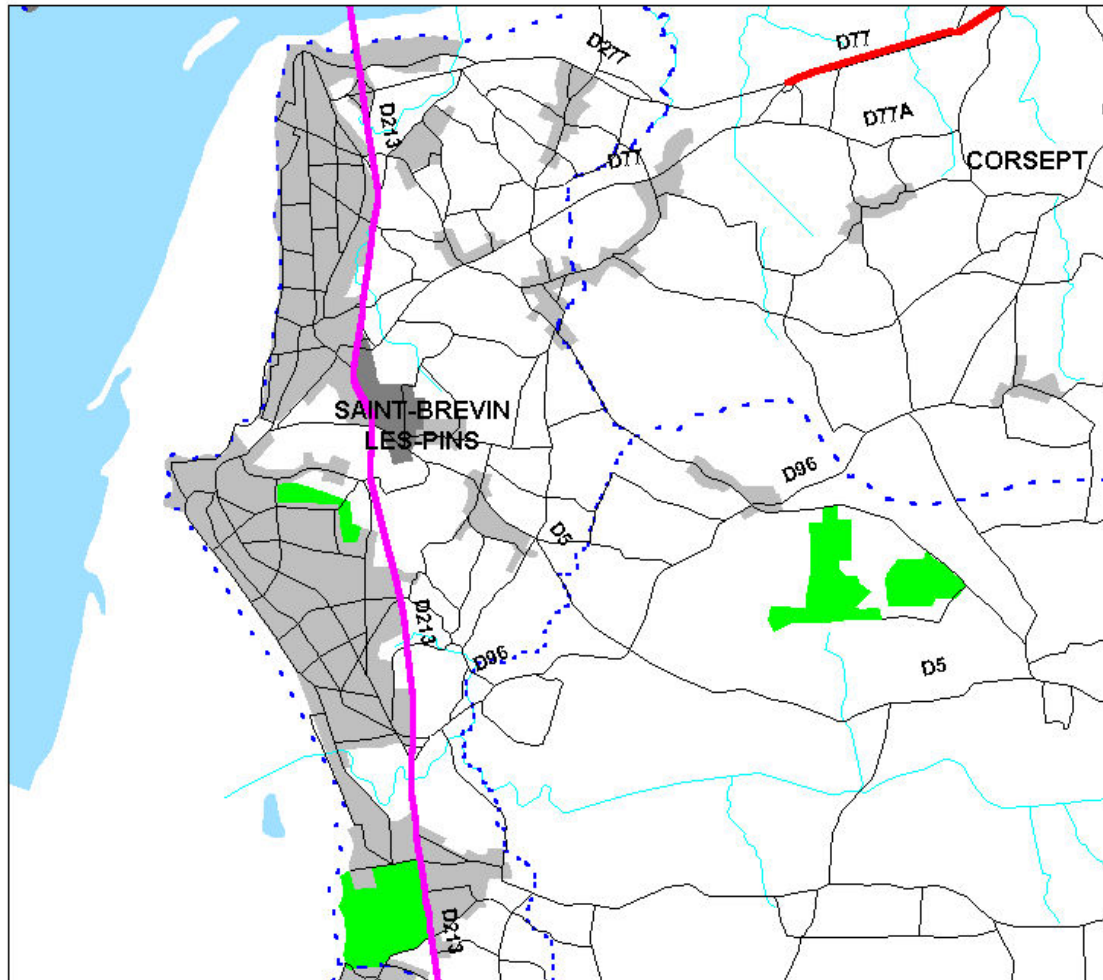 D277
D77
D213
D77A
D77
CORSEPT
SAINT-BREVIN
LES-PINS
D96
D5
D213
D96
D5
D213